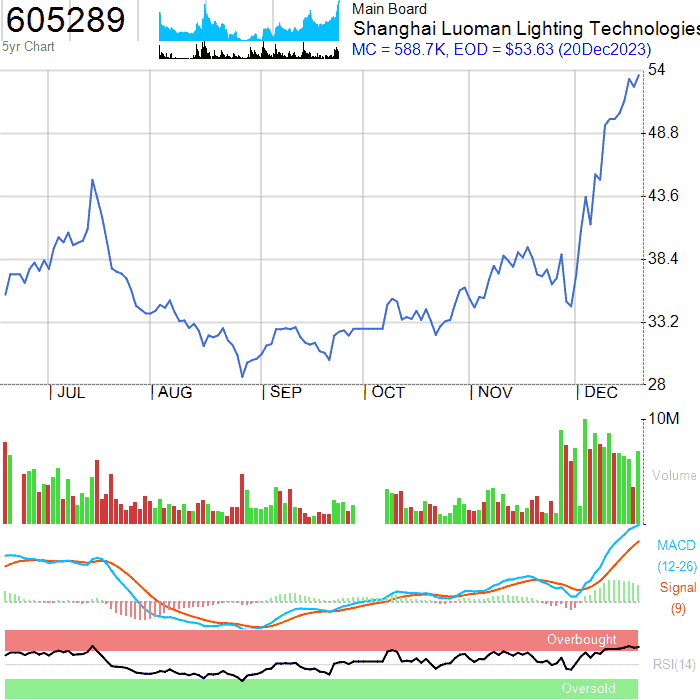 605289
5yr Chart
Main Board
Shanghai Luoman Lighting Technologies
MC = 588.7K, EOD = $53.63 (20Dec2023)
54
48.8
43.6
38.4
33.2
28
JUL AUG SEP OCT NOV DEC
10M
Volume
MACD
(12-26)
Signal
(9)
Overbought
RSI(14)
Oversold